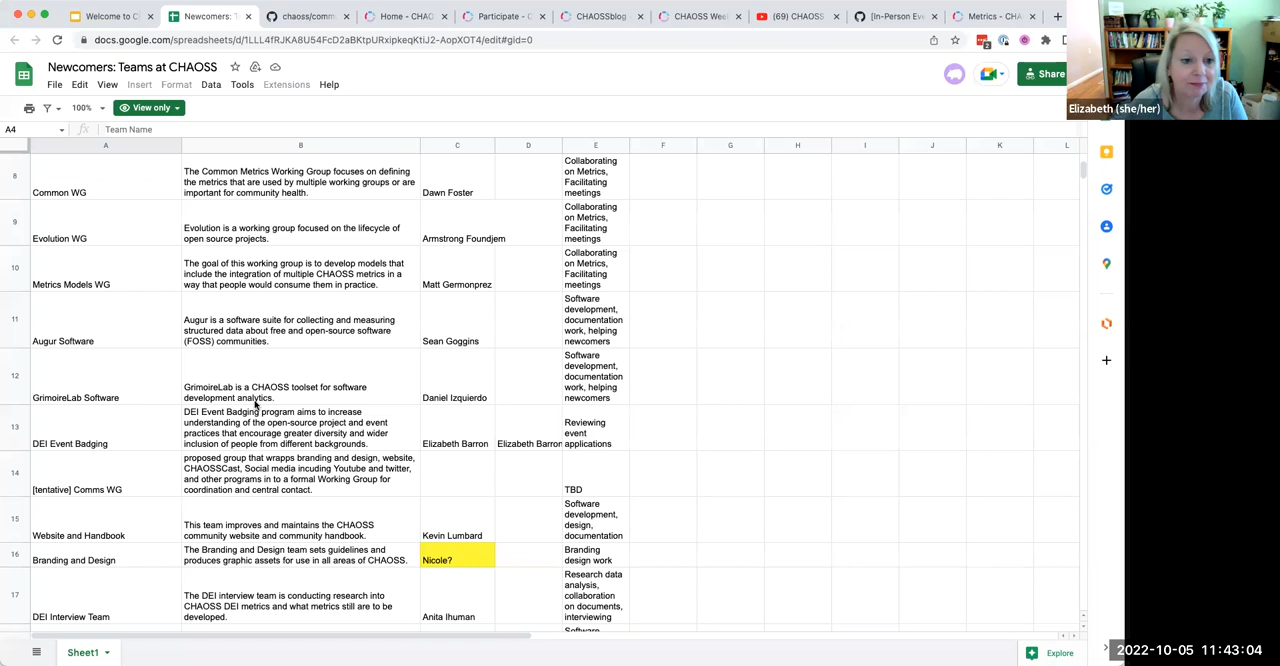 Welcome to C
Newcomers: T
chaoss/comm
Home - CHAO
Participate - C
CHAOSSblog
CHAOSS Wee
(69) CHAOSS
[In-Person Ev
Metrics - CHA
docs.google.com/spreadsheets/d/1LLL4fRJKA8U54FcD2aBKtpURxipkeqKtiJ2-AopXOT4/edit#gid=0
2
Newcomers: Teams at CHAOSS
File Edit View Insert Format Data Tools Extensions Help
Share
Elizabeth (she/her)
100%
View only
A4
fx
Team Name
A B C D E F G H I J K L
8
Common WG
The Common Metrics Working Group focuses on defining
the metrics that are used by multiple working groups or are
important for community health.
Dawn Foster
Collaborating
on Metrics,
Facilitating
meetings
9
Evolution WG
Evolution is a working group focused on the lifecycle of
open source projects.
Armstrong Foundjem
Collaborating
on Metrics,
Facilitating
meetings
10
Metrics Models WG
The goal of this working group is to develop models that
include the integration of multiple CHAOSS metrics in a
way that people would consume them in practice.
Matt Germonprez
Collaborating
on Metrics,
Facilitating
meetings
11
Augur Software
Augur is a software suite for collecting and measuring
structured data about free and open-source software
(FOSS) communities.
Sean Goggins
Software
development,
documentation
work, helping
newcomers
12
GrimoireLab Software
GrimoireLab is a CHAOSS toolset for software
development analytics.
Daniel Izquierdo
Software
development,
documentation
work, helping
newcomers
13
DEI Event Badging
DEI Event Badging program aims to increase
understanding of the open-source project and event
practices that encourage greater diversity and wider
inclusion of people from different backgrounds.
Elizabeth Barron
Elizabeth Barron
Reviewing
event
applications
14
[tentative] Comms WG
proposed group that wrapps branding and design, website,
CHAOSSCast, Social media incuding Youtube and twitter,
and other programs in to a formal Working Group for
coordination and central contact.
TBD
15
Website and Handbook
This team improves and maintains the CHAOSS
community website and community handbook.
Kevin Lumbard
Software
development,
design,
documentation
16
Branding and Design
The Branding and Design team sets guidelines and
produces graphic assets for use in all areas of CHAOSS.
Nicole?
Branding
design work
17
DEI Interview Team
The DEI interview team is conducting research into
CHAOSS DEI metrics and what metrics still are to be
developed.
Anita Ihuman
Research data
analysis,
collaboration
on documents,
interviewing
Software
Sheet1
Explore
2022-10-05 11:43:04